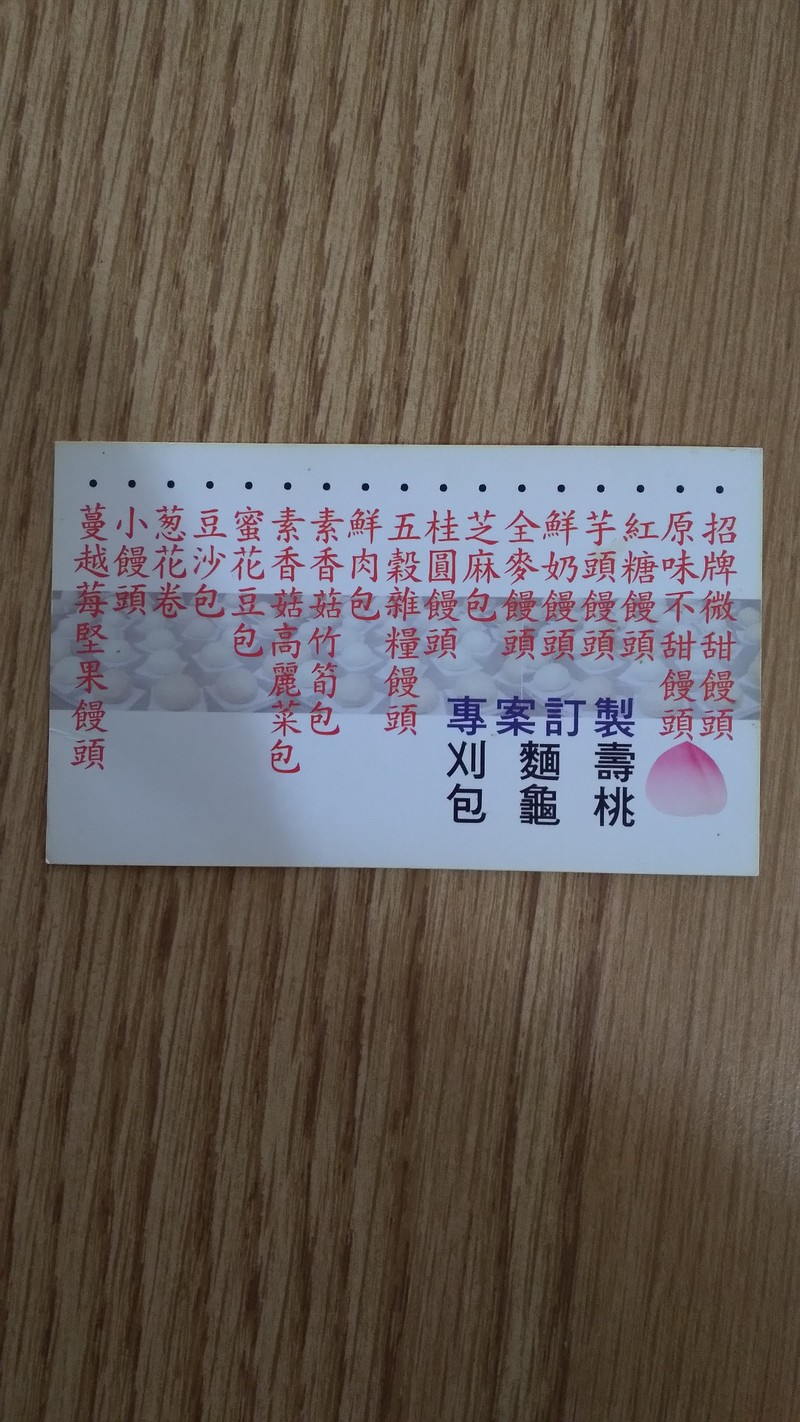 招牌微甜饅頭
原味不甜饅頭
紅糖饅頭
芋頭饅頭
鮮奶饅頭
全麥饅頭
芝麻包
桂圓饅頭
五穀雜糧饅頭
鮮肉包
素香菇竹筍包
素香菇高麗菜包
蜜花豆包
豆沙包
葱花卷
小饅頭
蔓越莓堅果饅頭
專案訂製
壽桃
麵龜
刈包